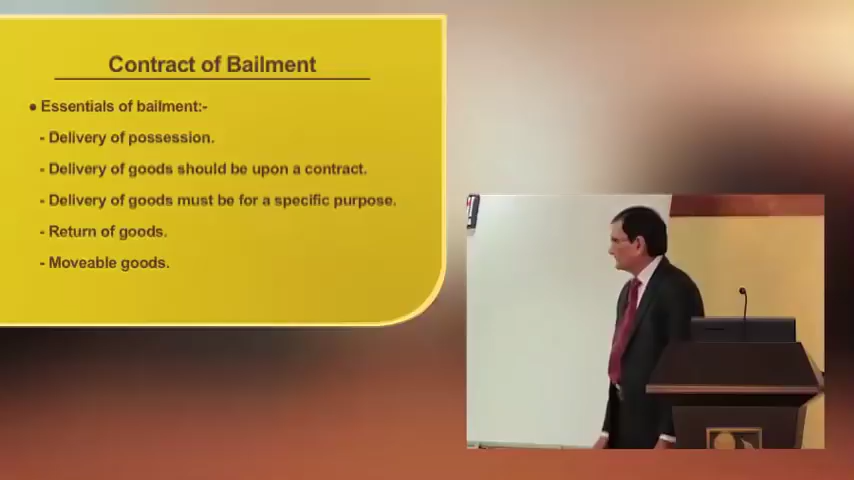 Contract of Bailment
● Essentials of bailment:-
- Delivery of possession.
- Delivery of goods should be upon a contract.
- Delivery of goods must be for a specific purpose.
- Return of goods.
- Moveable goods.